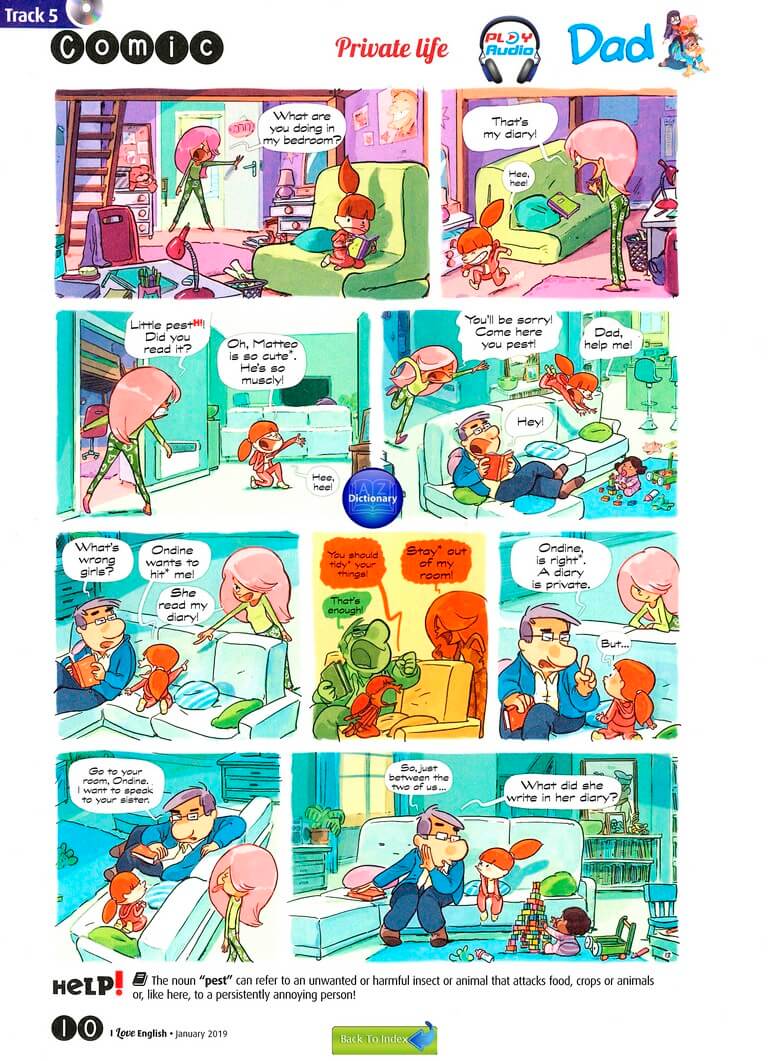 Track 5
Comic
Private life
PLAY
Audio
Dad
What are
you doing in
my bedroom?
That's
my diary!
Hee,
hee!
Little pestH!!
Did you
read it?
Oh, Matteo
is so cute*.
He's so
muscly!
Hee,
hee!
You'll be sorry!
Come here
you pest!
Dad,
help me!
Hey!
A-Z
Dictionary
What's
wrong
girls?
Ondine
wants to
hit* me!
She
read my
diary!
You should
tidy* your
things!
Stay* out
of my
room!
That's
enough!
Ondine,
is right*.
A diary
is private.
But...
Go to your
room, Ondine.
I want to speak
to your sister.
So, just
between the
two of us...
What did she
write in her diary?
HELP!
The noun "pest" can refer to an unwanted or harmful insect or animal that attacks food, crops or animals
or, like here, to a persistently annoying person!
10
I Love English • January 2019
Back To Index